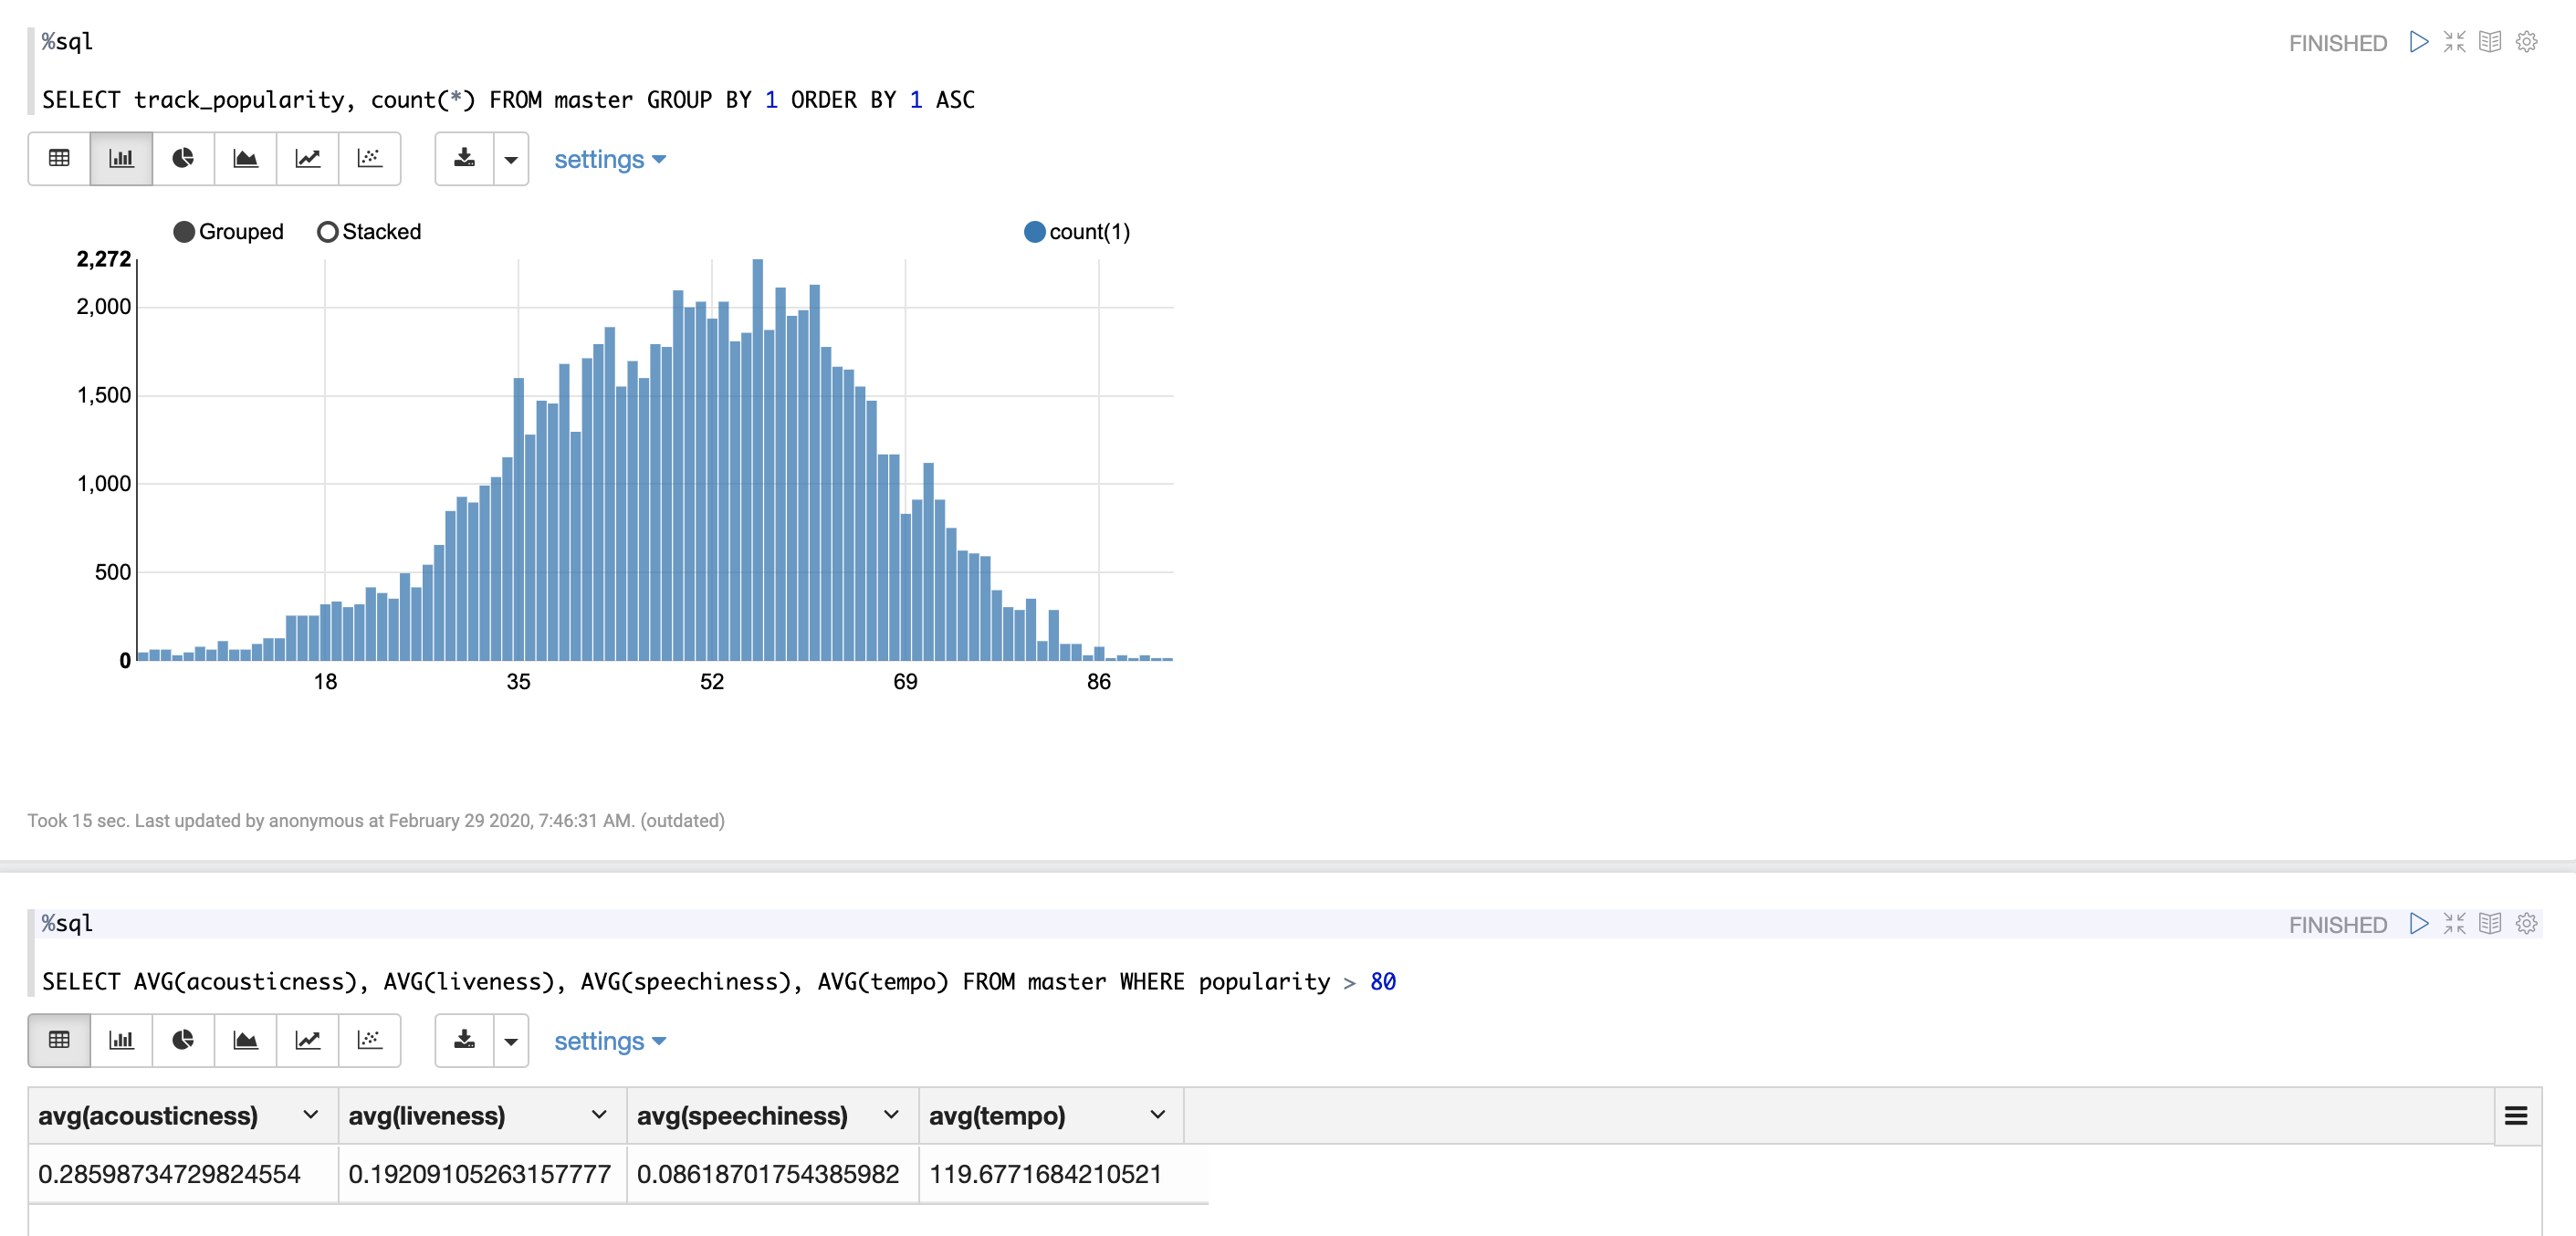 %sql
FINISHED
SELECT track_popularity, count(*) FROM master GROUP BY 1 ORDER BY 1 ASC
settings
Grouped Stacked count(1)
2,272
2,000
1,500
1,000
500
0
18 35 52 69 86
Took 15 sec. Last updated by anonymous at February 29 2020, 7:46:31 AM. (outdated)
%sql
FINISHED
SELECT AVG(acousticness), AVG(liveness), AVG(speechiness), AVG(tempo) FROM master WHERE popularity > 80
settings
avg(acousticness) avg(liveness) avg(speechiness) avg(tempo)
0.28598734729824554 0.19209105263157777 0.08618701754385982 119.6771684210521